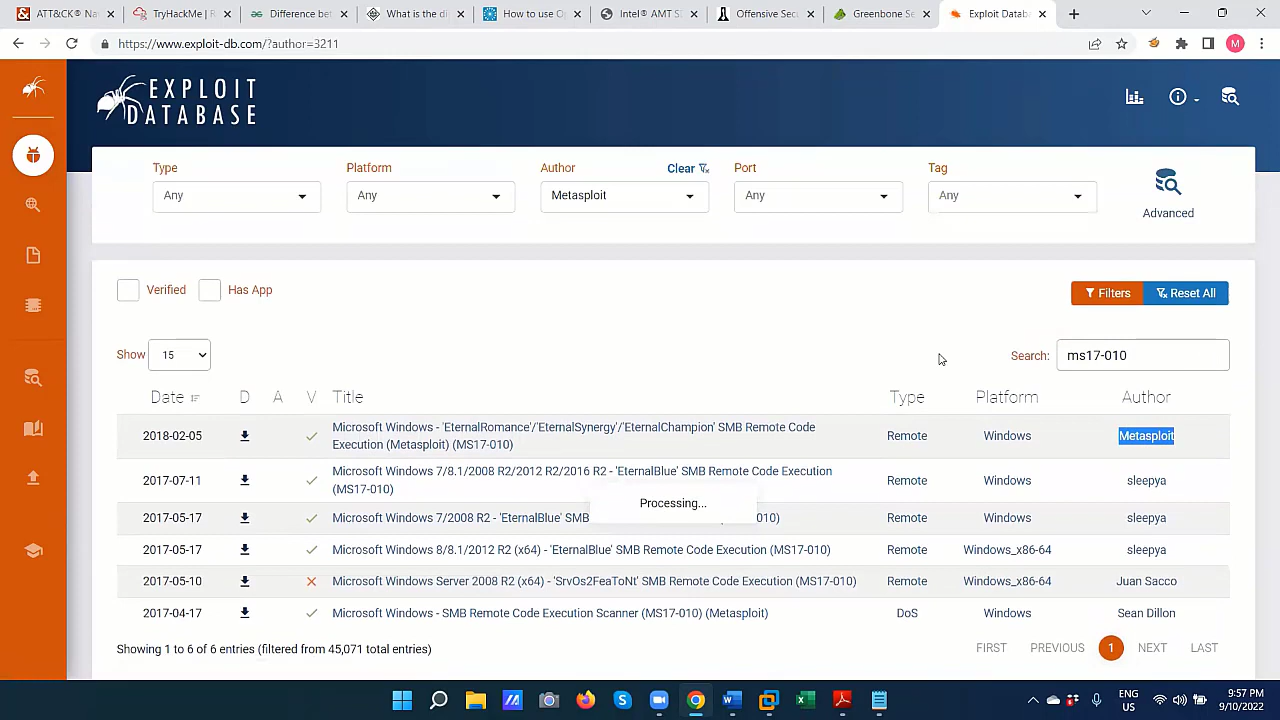 ATT&CK® Na
TryHackMe | R
Difference bet
What is the di
How to use Op
Intel® AMT SD
Offensive Secu
Greenbone Se
Exploit Databa
https://www.exploit-db.com/?author=3211
M
EXPLOIT
DATABASE
Type
Platform
Author
Clear
Port
Tag
Any
Any
Metasploit
Any
Any
Advanced
Verified
Has App
Filters
Reset All
Show
15
Search:
ms17-010
Date D A V Title Type Platform Author
2018-02-05
Microsoft Windows - 'EternalRomance'/'EternalSynergy'/'EternalChampion' SMB Remote Code
Execution (Metasploit) (MS17-010)
Remote
Windows
Metasploit
2017-07-11
Microsoft Windows 7/8.1/2008 R2/2012 R2/2016 R2 - 'EternalBlue' SMB Remote Code Execution
(MS17-010)
Remote
Windows
sleepya
Processing...
2017-05-17
Microsoft Windows 7/2008 R2 - 'EternalBlue' SMB 010)
Remote
Windows
sleepya
2017-05-17
Microsoft Windows 8/8.1/2012 R2 (x64) - 'EternalBlue' SMB Remote Code Execution (MS17-010)
Remote
Windows_x86-64
sleepya
2017-05-10
Microsoft Windows Server 2008 R2 (x64) - 'SrvOs2FeaToNt' SMB Remote Code Execution (MS17-010)
Remote
Windows_x86-64
Juan Sacco
2017-04-17
Microsoft Windows - SMB Remote Code Execution Scanner (MS17-010) (Metasploit)
DoS
Windows
Sean Dillon
Showing 1 to 6 of 6 entries (filtered from 45,071 total entries)
FIRST PREVIOUS 1 NEXT LAST
ENG
US
9:57 PM
9/10/2022